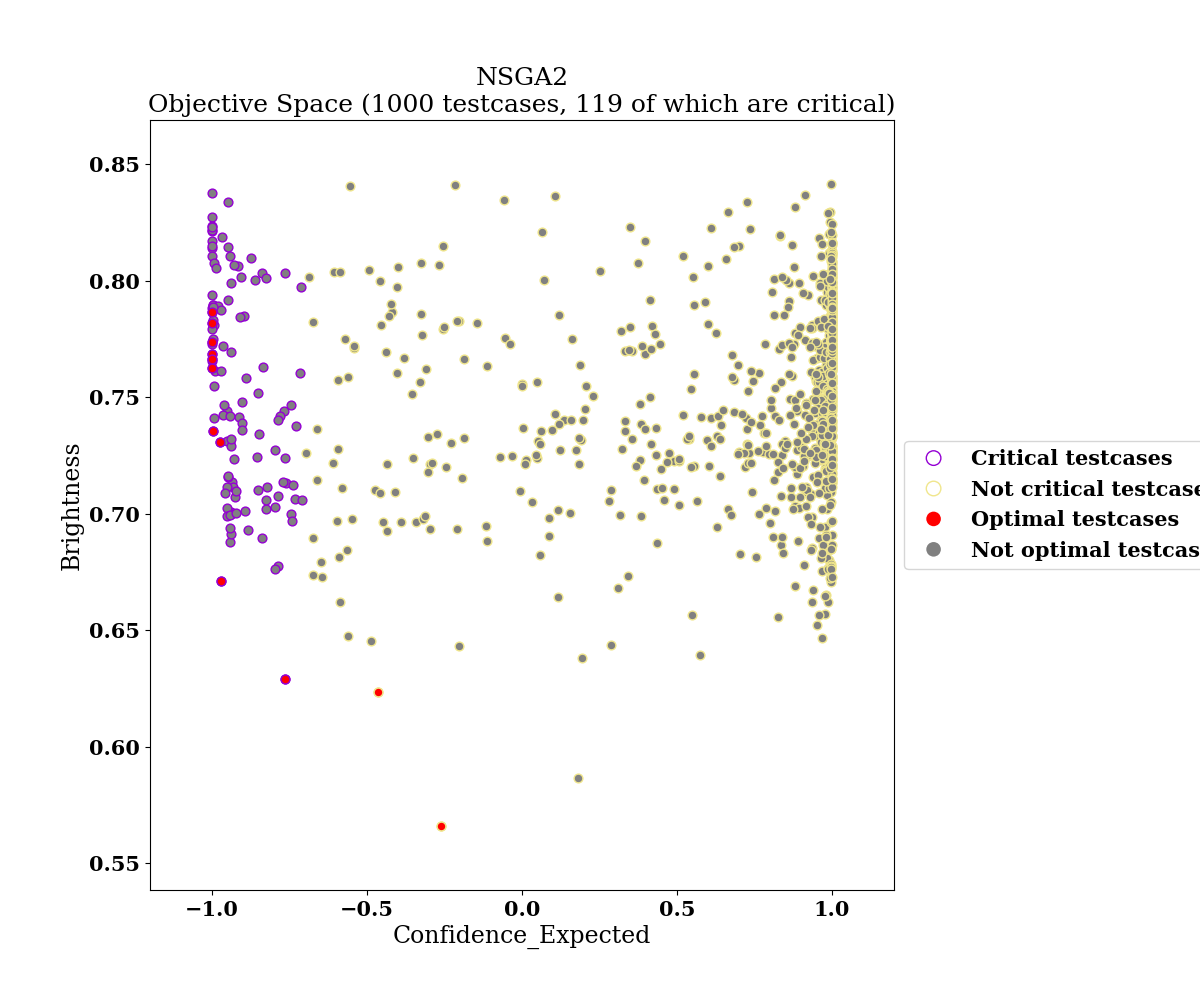 NSGA2
Objective Space (1000 testcases, 119 of which are critical)
0.85
0.80
0.75
0.70
0.65
0.60
0.55
Brightness
−1.0 −0.5 0.0 0.5 1.0
Confidence_Expected
Critical testcases
Not critical testcase
Optimal testcases
Not optimal testcas